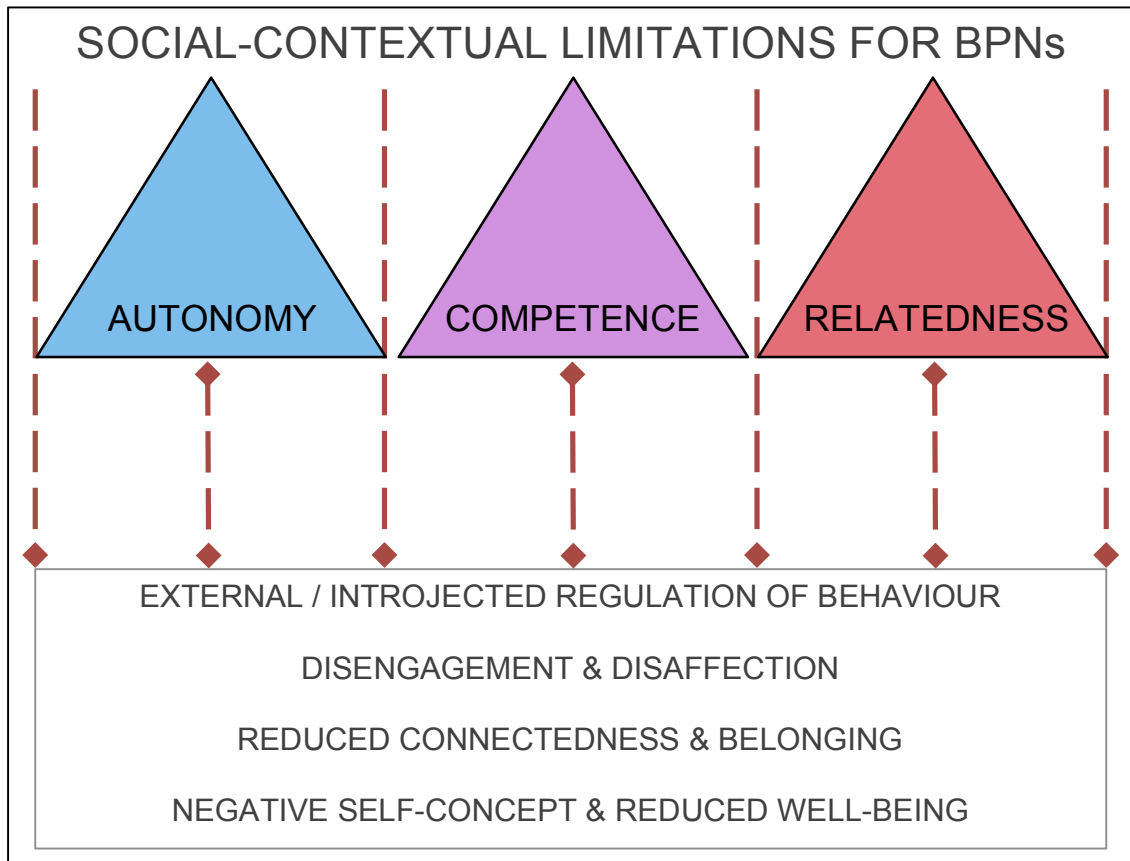 SOCIAL-CONTEXTUAL LIMITATIONS FOR BPNs
AUTONOMY
COMPETENCE
RELATEDNESS
EXTERNAL / INTROJECTED REGULATION OF BEHAVIOUR
DISENGAGEMENT & DISAFFECTION
REDUCED CONNECTEDNESS & BELONGING
NEGATIVE SELF-CONCEPT & REDUCED WELL-BEING